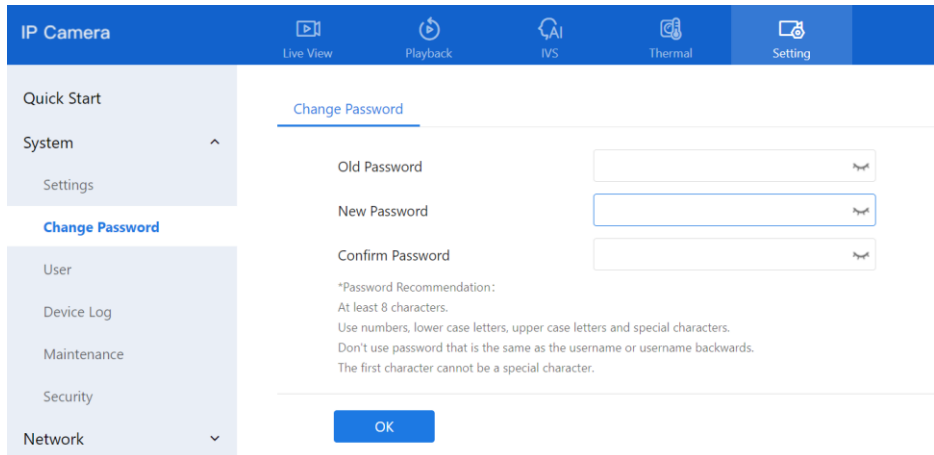 IP Camera
Live View
Playback
AI
IVS
Thermal
Setting
Quick Start
System
Settings
Change Password
User
Device Log
Maintenance
Security
Network
Change Password
Old Password
New Password
Confirm Password
*Password Recommendation:
At least 8 characters.
Use numbers, lower case letters, upper case letters and special characters.
Don't use password that is the same as the username or username backwards.
The first character cannot be a special character.
OK